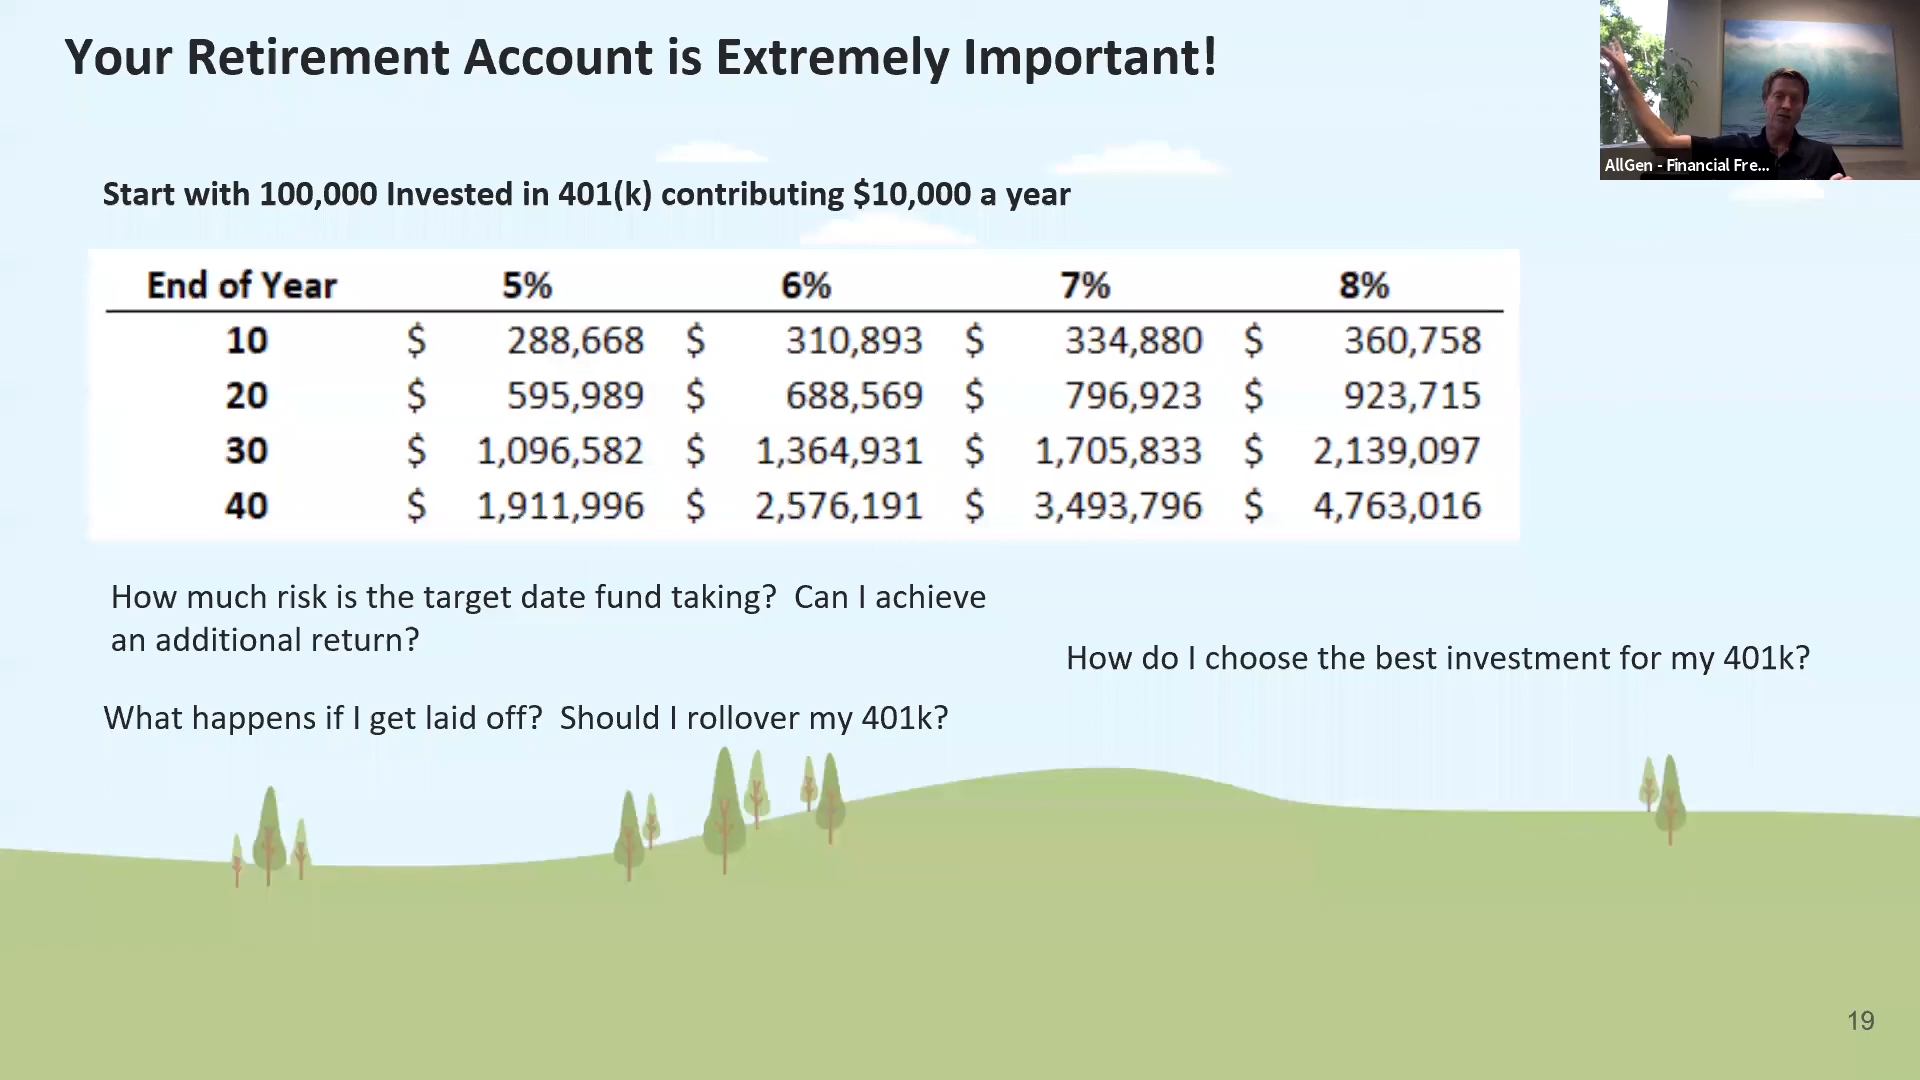 Your Retirement Account is Extremely Important!
AllGen - Financial Fre...
Start with 100,000 Invested in 401(k) contributing $10,000 a year
End of Year 5% 6% 7% 8%
10 $ 288,668 $ 310,893 $ 334,880 $ 360,758
20 $ 595,989 $ 688,569 $ 796,923 $ 923,715
30 $ 1,096,582 $ 1,364,931 $ 1,705,833 $ 2,139,097
40 $ 1,911,996 $ 2,576,191 $ 3,493,796 $ 4,763,016
How much risk is the target date fund taking? Can I achieve
an additional return?
How do I choose the best investment for my 401k?
What happens if I get laid off? Should I rollover my 401k?
19